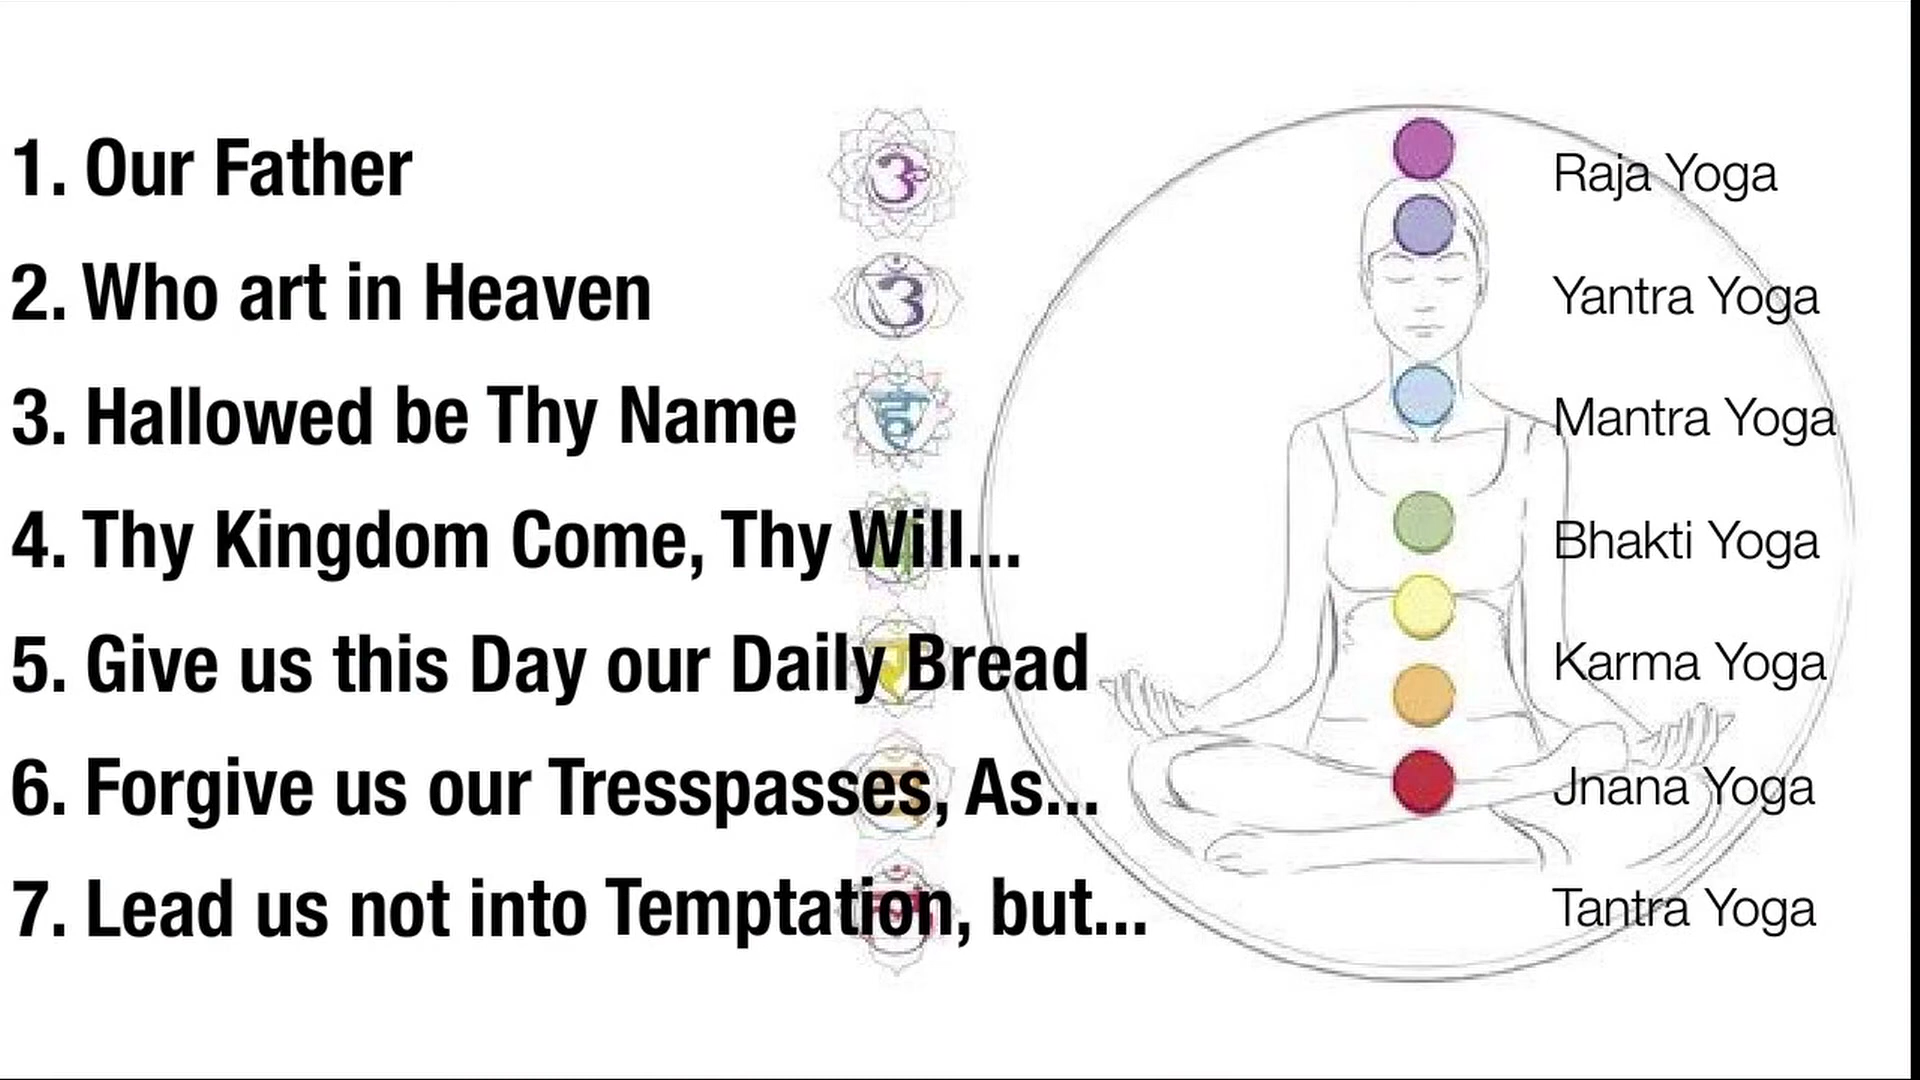 1. Our Father
2. Who art in Heaven
3. Hallowed be Thy Name
4. Thy Kingdom Come, Thy Will...
5. Give us this Day our Daily Bread
6. Forgive us our Tresspasses, As...
7. Lead us not into Temptation, but...
ॐ
ॐ
हं
Raja Yoga
Yantra Yoga
Mantra Yoga
Bhakti Yoga
Karma Yoga
Jnana Yoga
Tantra Yoga